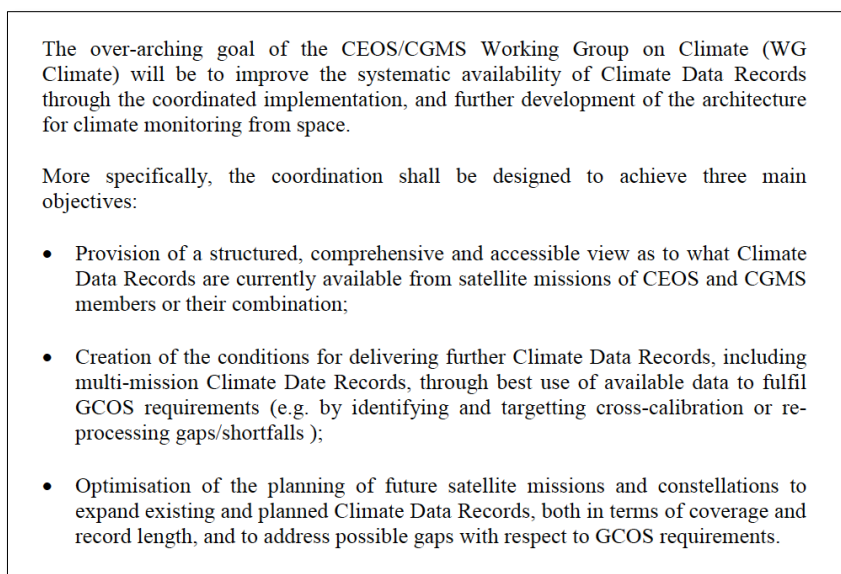 The over-arching goal of the CEOS/CGMS Working Group on Climate (WG
Climate) will be to improve the systematic availability of Climate Data Records
through the coordinated implementation, and further development of the architecture
for climate monitoring from space.
More specifically, the coordination shall be designed to achieve three main
objectives:
• Provision of a structured, comprehensive and accessible view as to what Climate
Data Records are currently available from satellite missions of CEOS and CGMS
members or their combination;
• Creation of the conditions for delivering further Climate Data Records, including
multi-mission Climate Date Records, through best use of available data to fulfil
GCOS requirements (e.g. by identifying and targetting cross-calibration or re-
processing gaps/shortfalls );
• Optimisation of the planning of future satellite missions and constellations to
expand existing and planned Climate Data Records, both in terms of coverage and
record length, and to address possible gaps with respect to GCOS requirements.